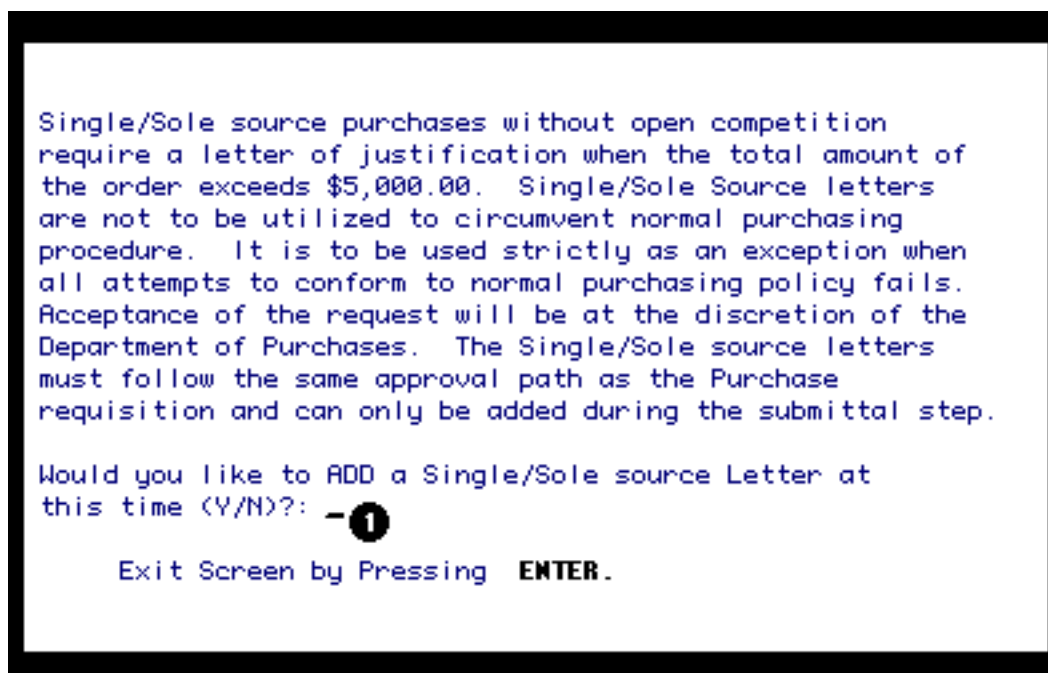 Single/Sole source purchases without open competition
require a letter of justification when the total amount of
the order exceeds $5,000.00.  Single/Sole Source letters
are not to be utilized to circumvent normal purchasing
procedure.  It is to be used strictly as an exception when
all attempts to conform to normal purchasing policy fails.
Acceptance of the request will be at the discretion of the
Department of Purchases.  The Single/Sole source letters
must follow the same approval path as the Purchase
requisition and can only be added during the submittal step.
Would you like to ADD a Single/Sole source Letter at
this time (Y/N)?: _ 1
Exit Screen by Pressing  ENTER.